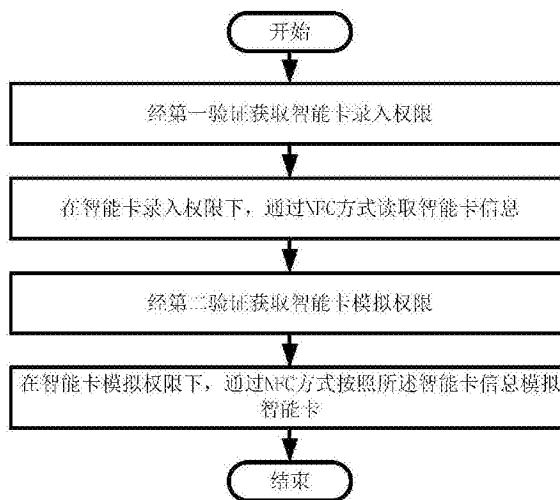 开始
经第一验证获取智能卡录入权限
在智能卡录入权限下，通过NFC方式读取智能卡信息
经第二验证获取智能卡模拟权限
在智能卡模拟权限下，通过NFC方式按照所述智能卡信息模拟
智能卡
结束